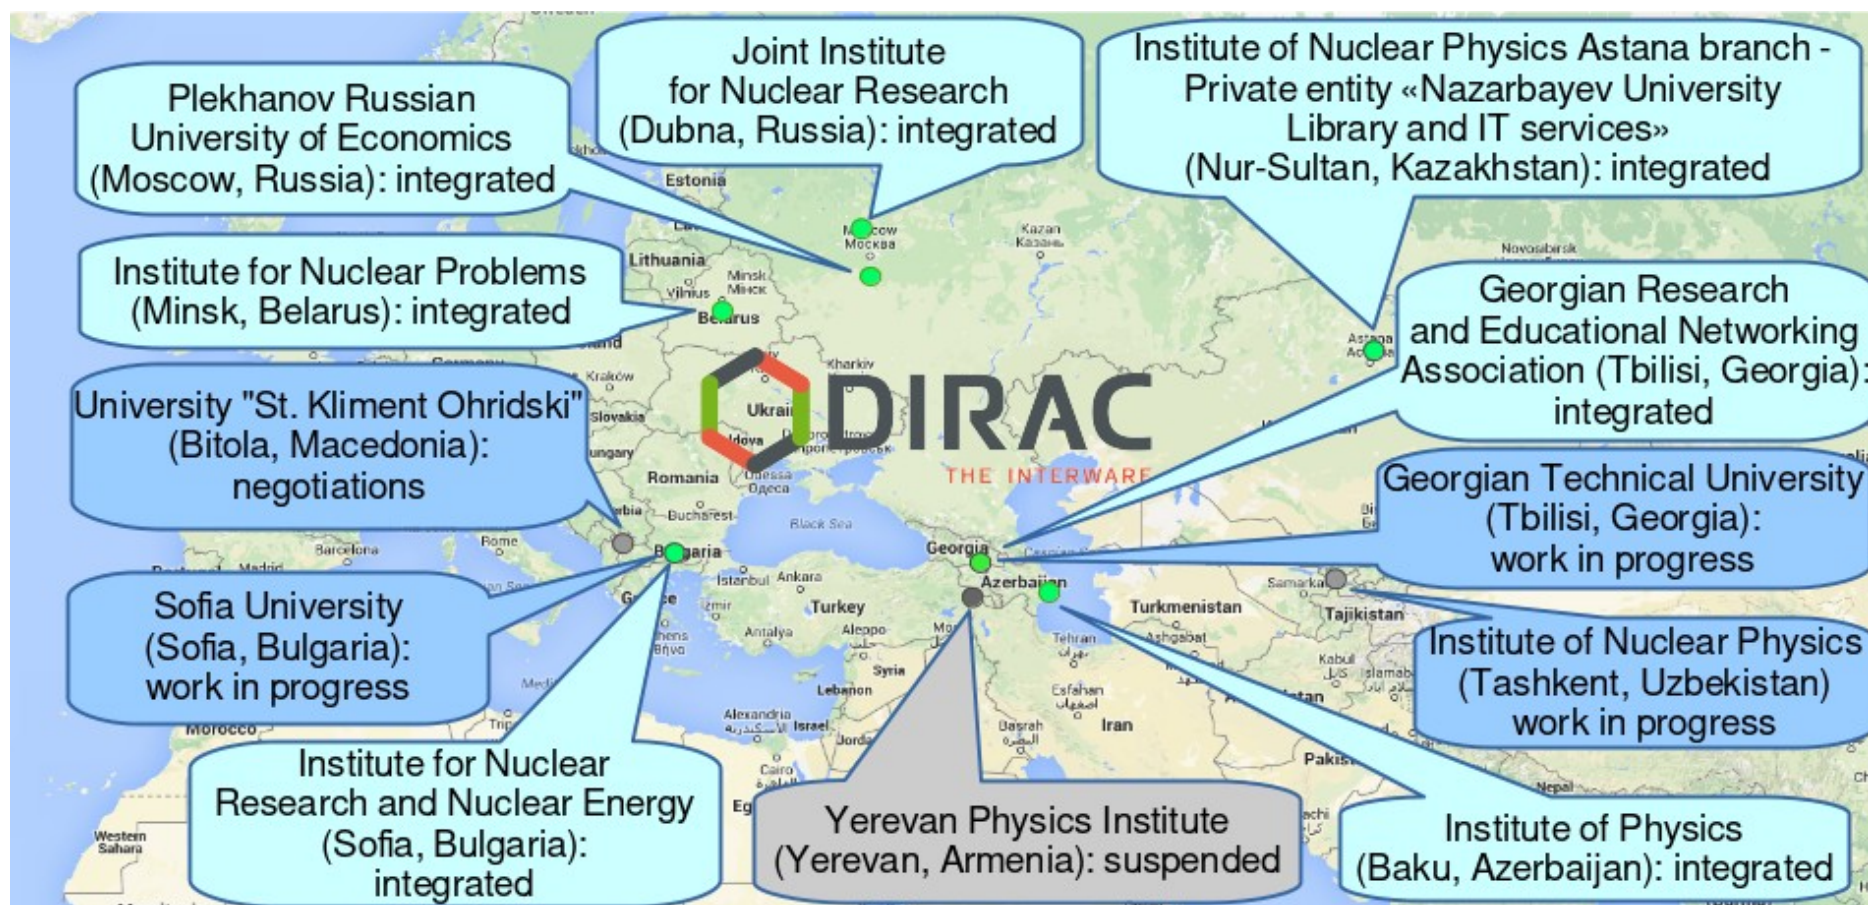 Joint Institute
for Nuclear Research
(Dubna, Russia): integrated
Institute of Nuclear Physics Astana branch -
Private entity «Nazarbayev University
Library and IT services»
(Nur-Sultan, Kazakhstan): integrated
Plekhanov Russian
University of Economics
(Moscow, Russia): integrated
Estonia
Kazan
Казань
Москва
Novosibirsk
Lithuania
Vilnius
Minsk
Мінск
Institute for Nuclear Problems
(Minsk, Belarus): integrated
Georgian Research
and Educational Networking
Association (Tbilisi, Georgia):
integrated
Kraków
Kharkiv
Slovakia
University "St. Kliment Ohridski"
(Bitola, Macedonia):
negotiations
DIRAC
THE INTERWARE
Romania
Odessa
Одеса
Bucharest
Black Sea
Georgian Technical University
(Tbilisi, Georgia):
work in progress
Barcelona
Rome
Georgia
Azerbaijan
Istanbul
Ankara
Turkey
Izmir
Antalya
Aleppo
Turkmenistan
Tajikistan
Ashgabat
Tehran
تهران
Kabul
Sofia University
(Sofia, Bulgaria):
work in progress
Institute of Nuclear Physics
(Tashkent, Uzbekistan)
work in progress
Syria
Lebanon
Esfahan
اصفهان
Iran
Alexandria
الإسكندرية
Israel
Basrah
البصرة
Morocco
Cairo
Nepal
Western
Sahara
Institute for Nuclear
Research and Nuclear Energy
(Sofia, Bulgaria):
integrated
Yerevan Physics Institute
(Yerevan, Armenia): suspended
Institute of Physics
(Baku, Azerbaijan): integrated